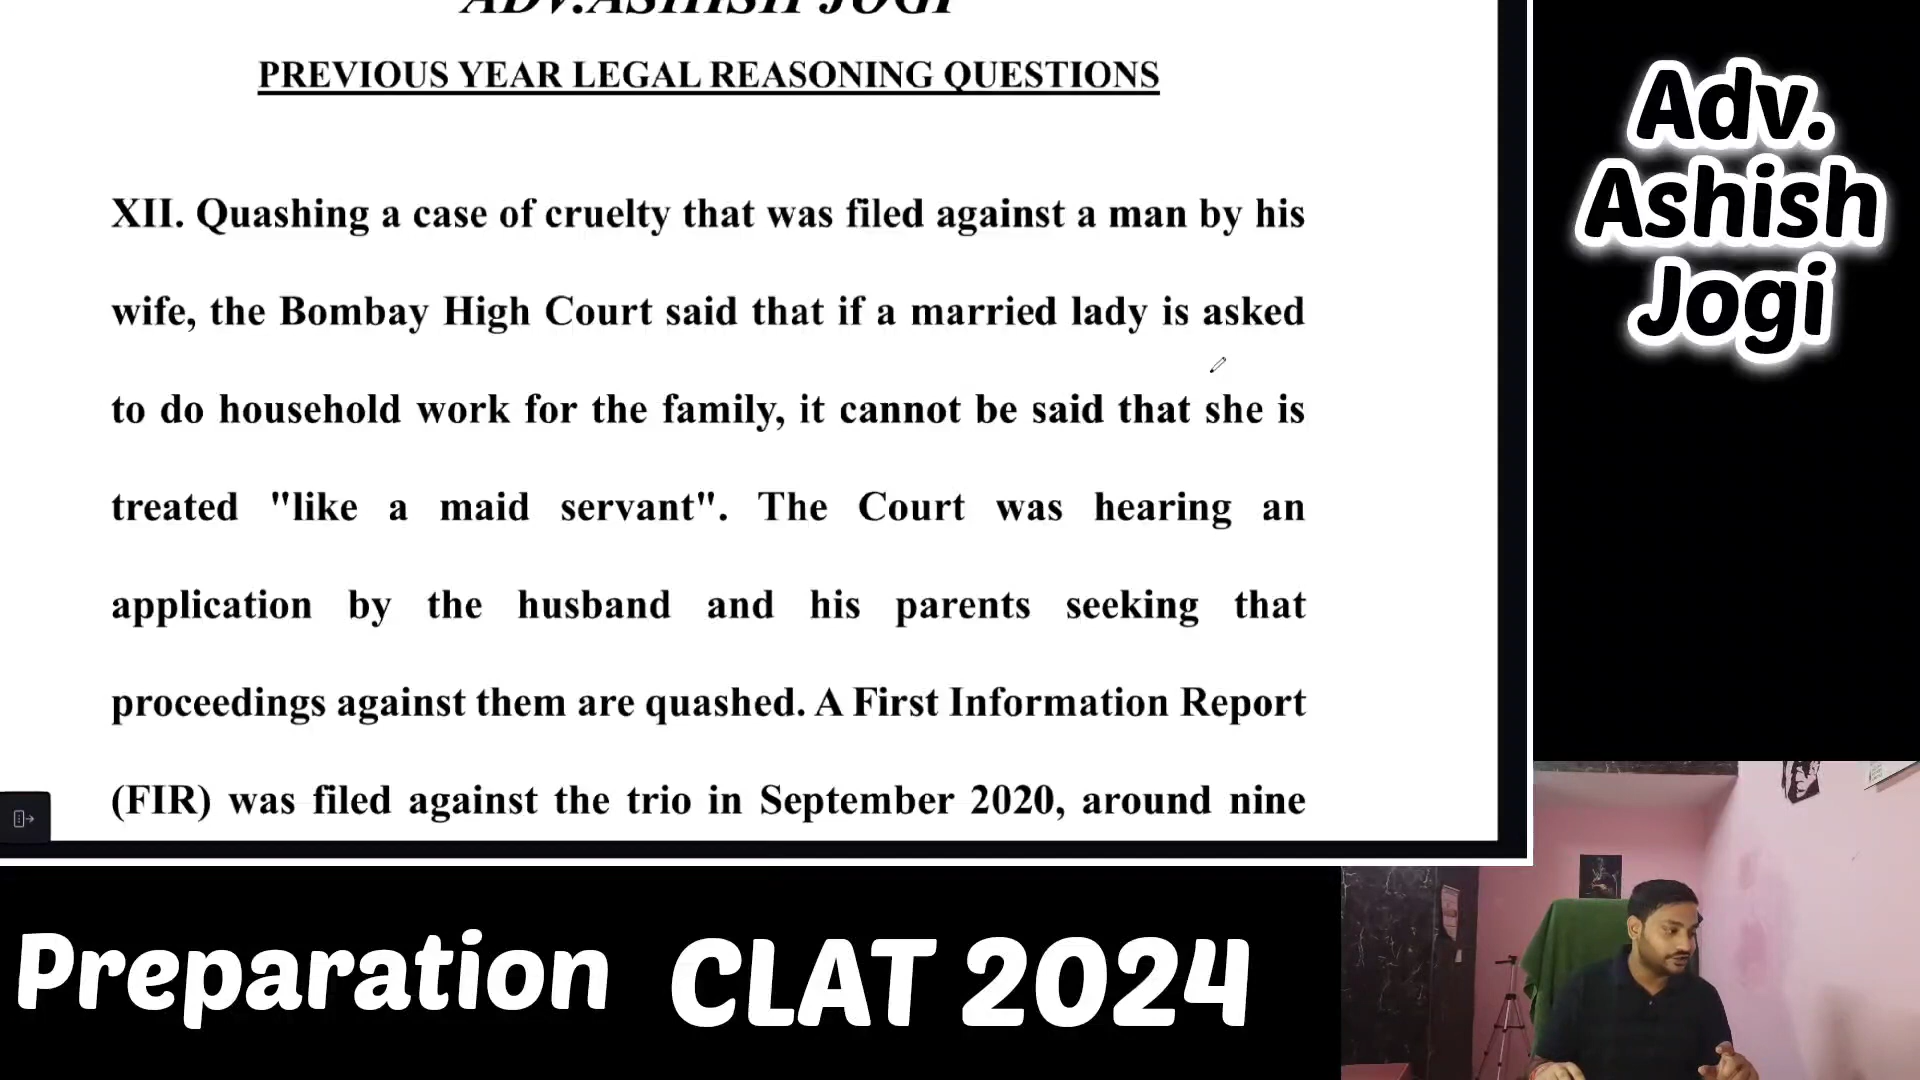 ADV.ASHISH JOGI
PREVIOUS YEAR LEGAL REASONING QUESTIONS
XII. Quashing a case of cruelty that was filed against a man by his
wife, the Bombay High Court said that if a married lady is asked
to do household work for the family, it cannot be said that she is
treated "like a maid servant". The Court was hearing an
application by the husband and his parents seeking that
proceedings against them are quashed. A First Information Report
(FIR) was filed against the trio in September 2020, around nine
Adv.
Ashish
Jogi
Preparation CLAT 2024